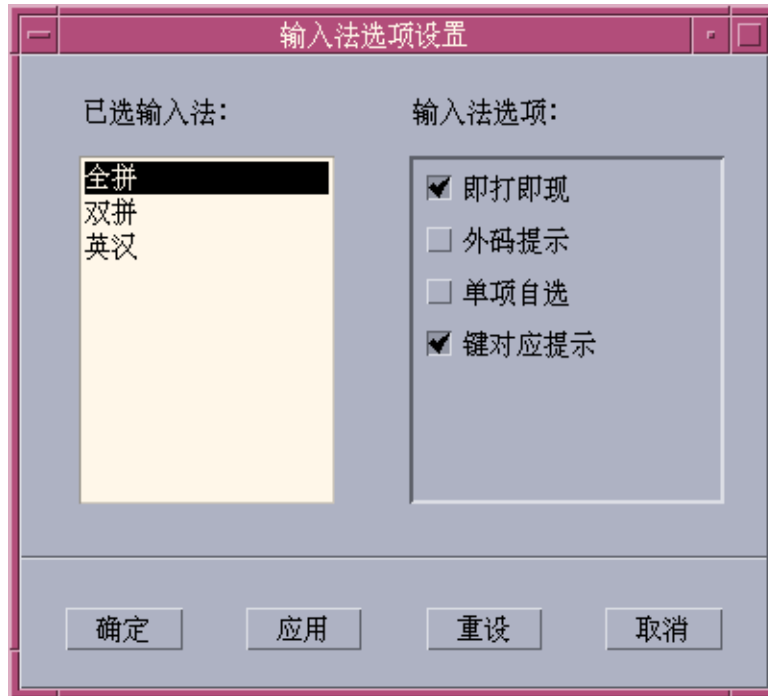 输入法选项设置
已选输入法:
全拼
双拼
英汉
输入法选项:
即打即现
外码提示
单项自选
键对应提示
确定 应用 重设 取消